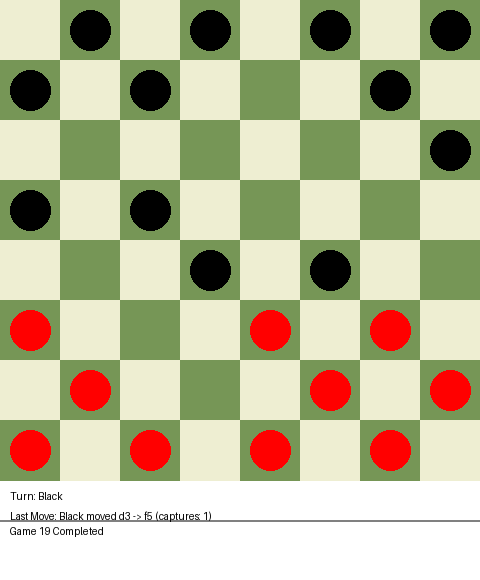 Turn: Black
Last Move: Black moved d3 -> f5 (captures: 1)
Game 19 Completed